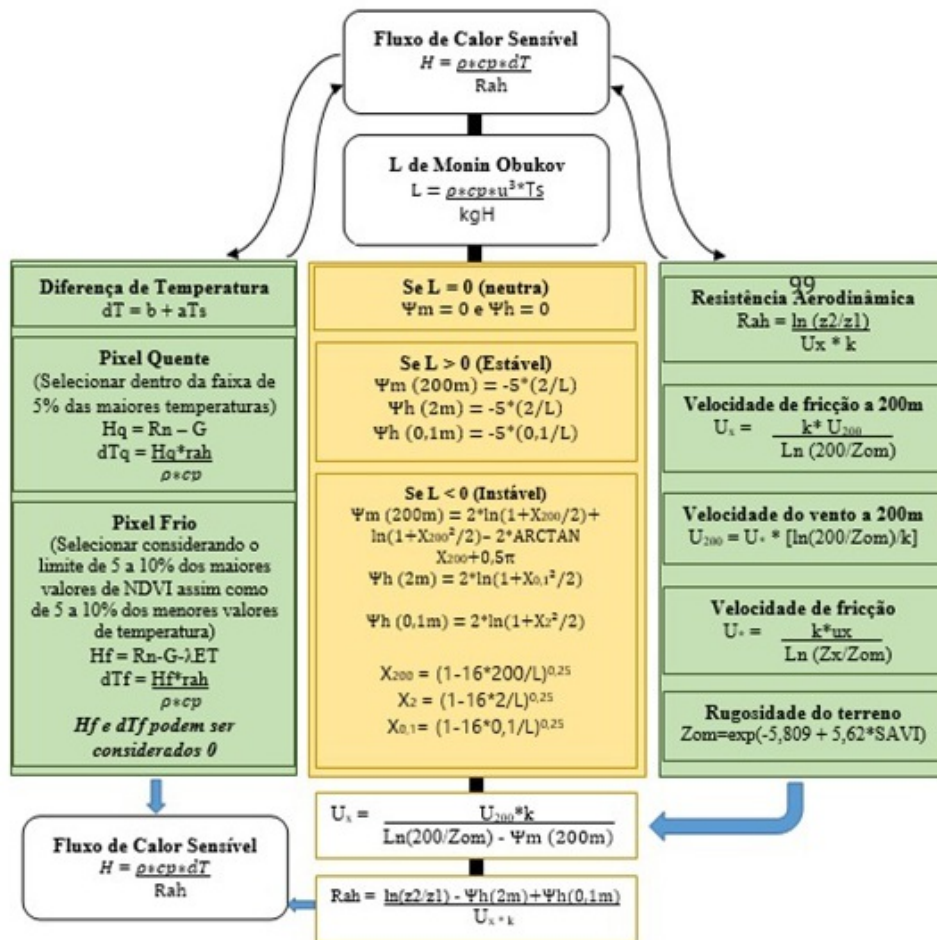 Fluxo de Calor Sensível
H = ρ*cp*dT
Rah
L de Monin Obukov
L = ρ*cp*u³*Ts
kgH
Diferença de Temperatura
dT = b + aTs
Pixel Quente
(Selecionar dentro da faixa de
5% das maiores temperaturas)
Hq = Rn – G
dTq = Hq*rah
ρ*cp
Pixel Frio
(Selecionar considerando o
limite de 5 a 10% dos maiores
valores de NDVI assim como
de 5 a 10% dos menores valores
de temperatura)
Hf = Rn-G-λET
dTf = Hf*rah
ρ*cp
Hf e dTf podem ser
considerados 0
Se L = 0 (neutra)
Ψm = 0 e Ψh = 0
Se L > 0 (Estável)
Ψm (200m) = -5*(2/L)
Ψh (2m) = -5*(2/L)
Ψh (0,1m) = -5*(0,1/L)
Se L < 0 (Instável)
Ψm (200m) = 2*ln(1+X200/2)+
ln(1+X200²/2)– 2*ARCTAN
X200+0,5π
Ψh (2m) = 2*ln(1+X0,1²/2)
Ψh (0,1m) = 2*ln(1+X2²/2)
X200 = (1-16*200/L)^0,25
X2 = (1-16*2/L)^0,25
X0,1 = (1-16*0,1/L)^0,25
99
Resistência Aerodinâmica
Rah = ln (z2/z1)
Ux * k
Velocidade de fricção a 200m
Ux = k* U200
Ln (200/Zom)
Velocidade do vento a 200m
U200 = U* * [ln(200/Zom)/k]
Velocidade de fricção
U* = k*ux
Ln (Zx/Zom)
Rugosidade do terreno
Zom=exp(-5,809 + 5,62*SAVI)
Ux = U200*k
Ln(200/Zom) - Ψm (200m)
Rah = ln(z2/z1) - Ψh(2m)+Ψh(0,1m)
Ux * k
Fluxo de Calor Sensível
H = ρ*cp*dT
Rah